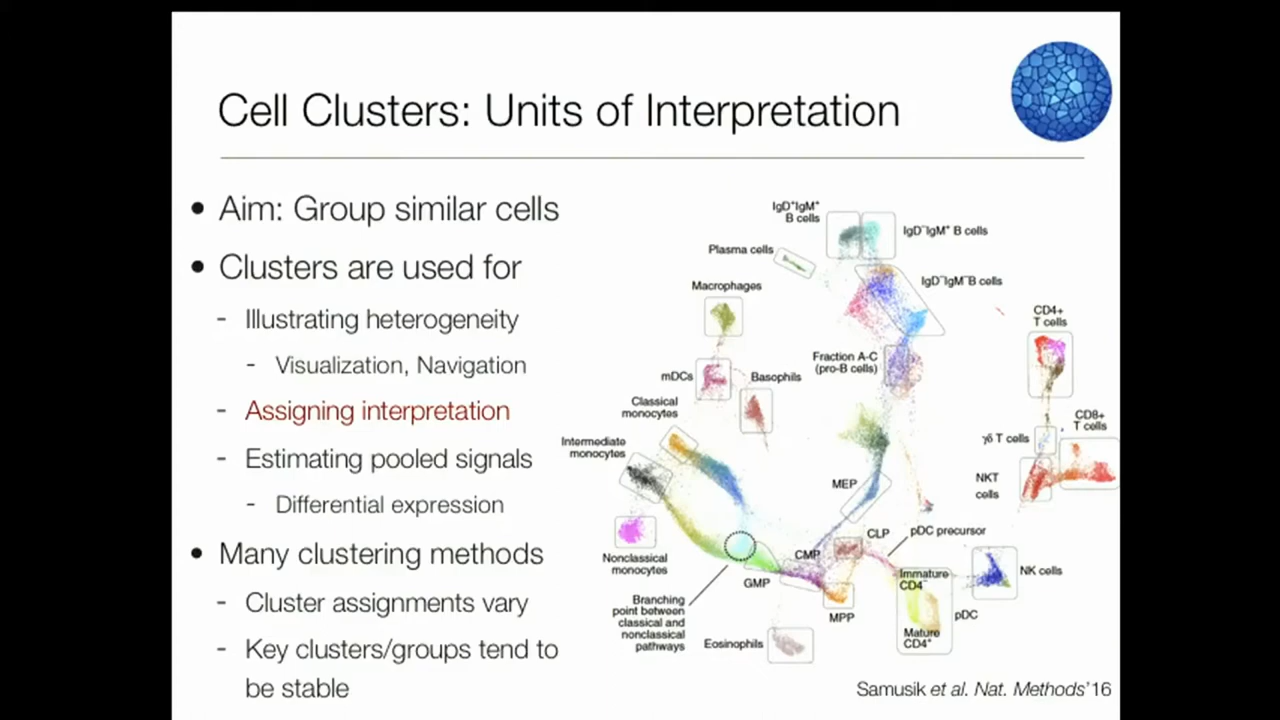 Cell Clusters: Units of Interpretation
• Aim: Group similar cells
• Clusters are used for
- Illustrating heterogeneity
- Visualization, Navigation
- Assigning interpretation
- Estimating pooled signals
- Differential expression
• Many clustering methods
- Cluster assignments vary
- Key clusters/groups tend to
be stable
IgD⁺IgM⁺
B cells
IgD⁻IgM⁺ B cells
Plasma cells
IgD⁻IgM⁻B cells
Macrophages
CD4+
T cells
Fraction A-C
(pro-B cells)
mDCs
Basophils
Classical
monocytes
CD8+
T cells
γδ T cells
Intermediate
monocytes
NKT
cells
MEP
CLP
pDC precursor
Nonclassical
monocytes
CMP
GMP
Immature
CD4⁻
NK cells
Branching
point between
classical and
nonclassical
pathways
MPP
pDC
Mature
CD4⁺
Eosinophils
Samusik et al. Nat. Methods'16